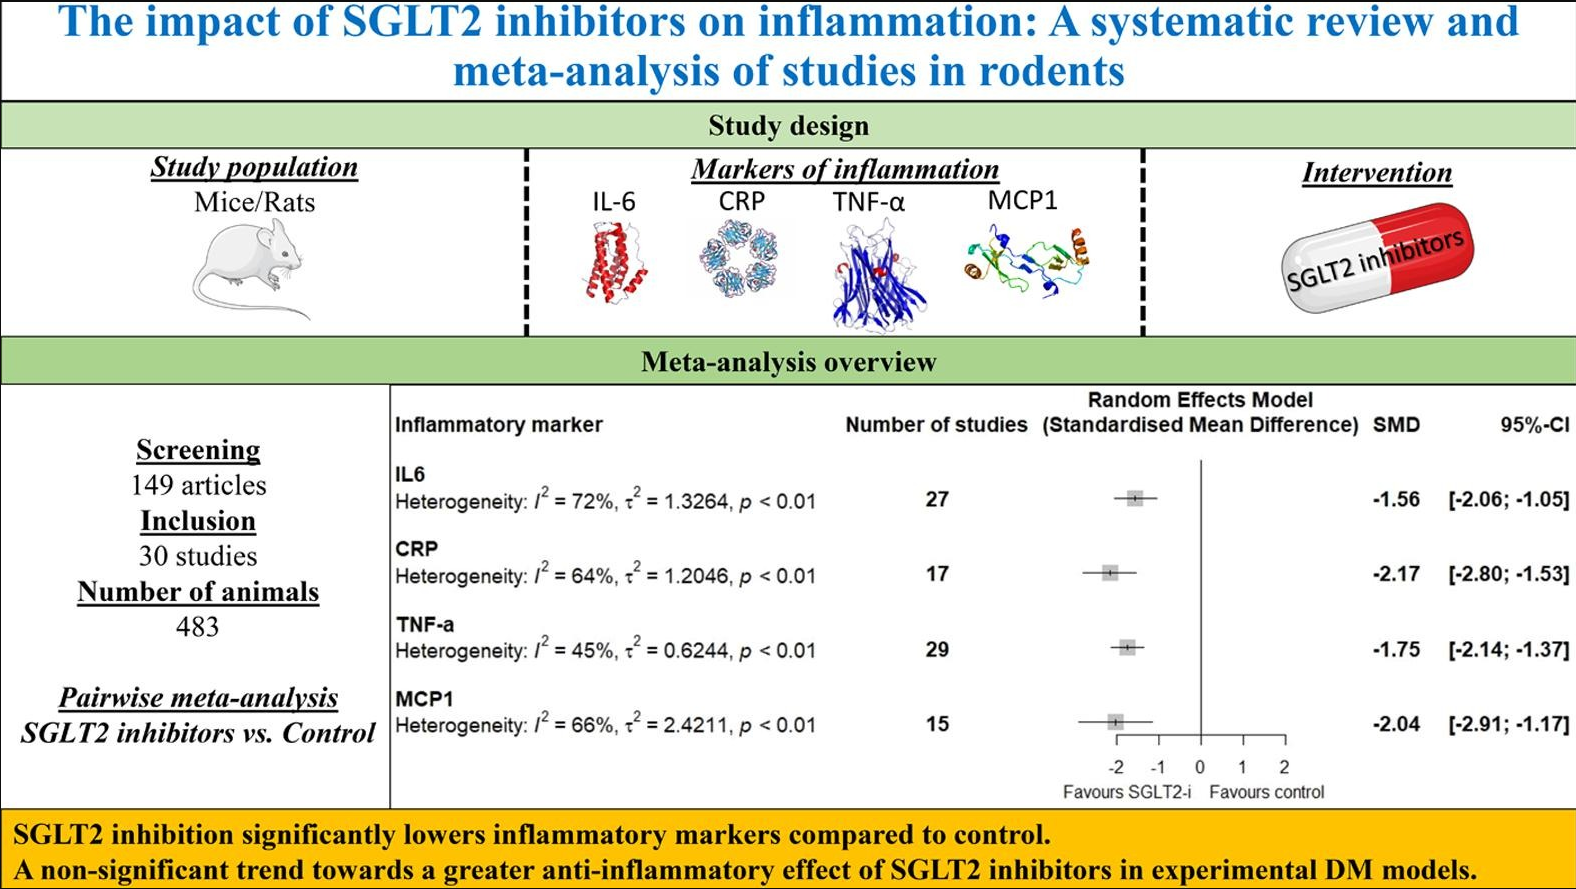 The impact of SGLT2 inhibitors on inflammation: A systematic review and
meta-analysis of studies in rodents
Study design
Study population
Mice/Rats
Markers of inflammation
IL-6 CRP TNF-α MCP1
Intervention
SGLT2 inhibitors
Meta-analysis overview
Screening
149 articles
Inclusion
30 studies
Number of animals
483
Pairwise meta-analysis
SGLT2 inhibitors vs. Control
Random Effects Model
Inflammatory marker Number of studies (Standardised Mean Difference) SMD 95%-CI
IL6
Heterogeneity: I² = 72%, τ² = 1.3264, p < 0.01 27 -1.56 [-2.06; -1.05]
CRP
Heterogeneity: I² = 64%, τ² = 1.2046, p < 0.01 17 -2.17 [-2.80; -1.53]
TNF-a
Heterogeneity: I² = 45%, τ² = 0.6244, p < 0.01 29 -1.75 [-2.14; -1.37]
MCP1
Heterogeneity: I² = 66%, τ² = 2.4211, p < 0.01 15 -2.04 [-2.91; -1.17]
-2 -1 0 1 2
Favours SGLT2-i Favours control
SGLT2 inhibition significantly lowers inflammatory markers compared to control.
A non-significant trend towards a greater anti-inflammatory effect of SGLT2 inhibitors in experimental DM models.